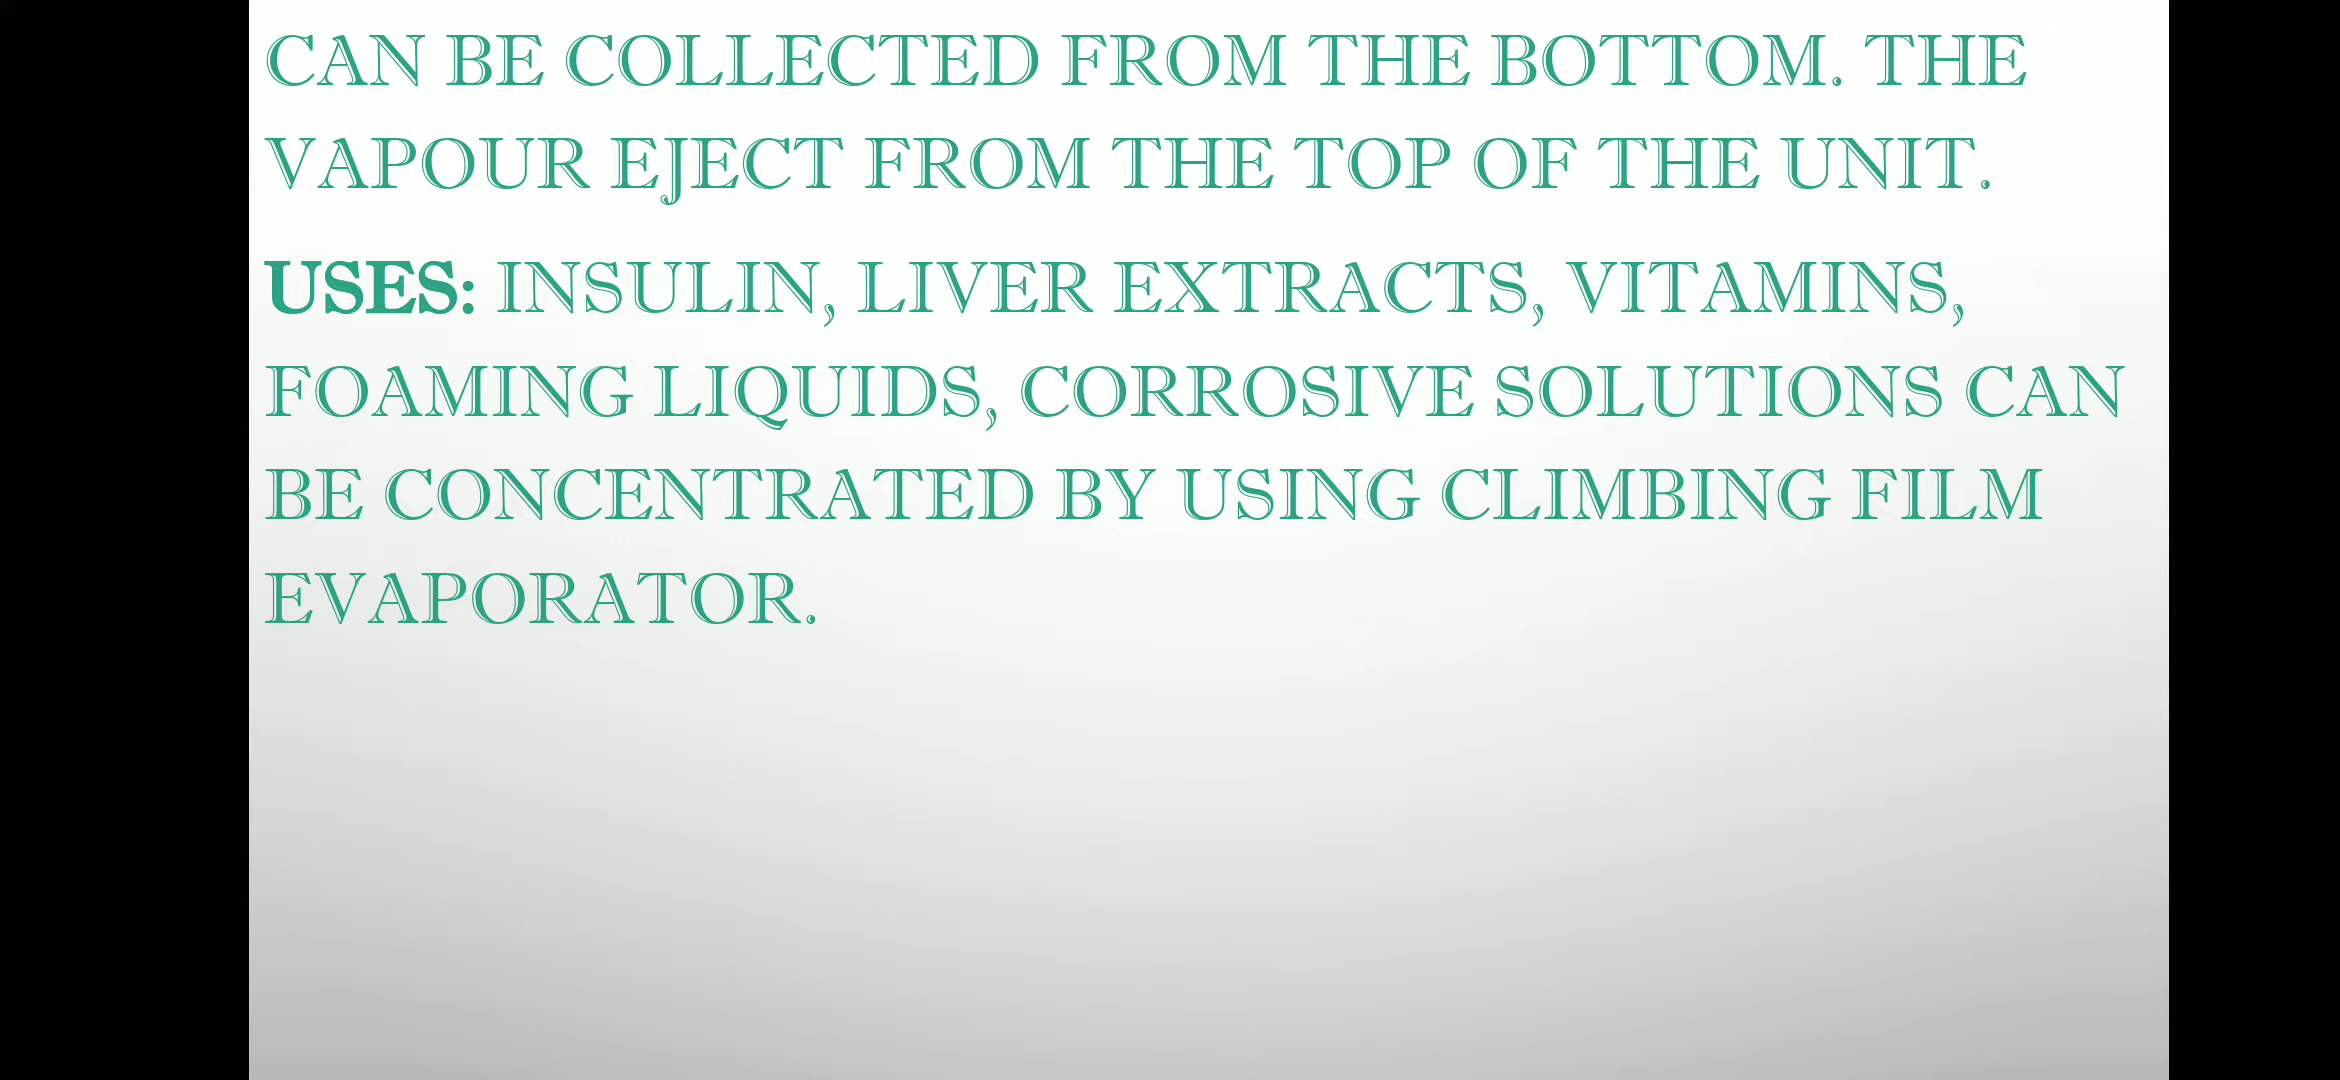 CAN BE COLLECTED FROM THE BOTTOM. THE
VAPOUR EJECT FROM THE TOP OF THE UNIT.
USES: INSULIN, LIVER EXTRACTS, VITAMINS,
FOAMING LIQUIDS, CORROSIVE SOLUTIONS CAN
BE CONCENTRATED BY USING CLIMBING FILM
EVAPORATOR.